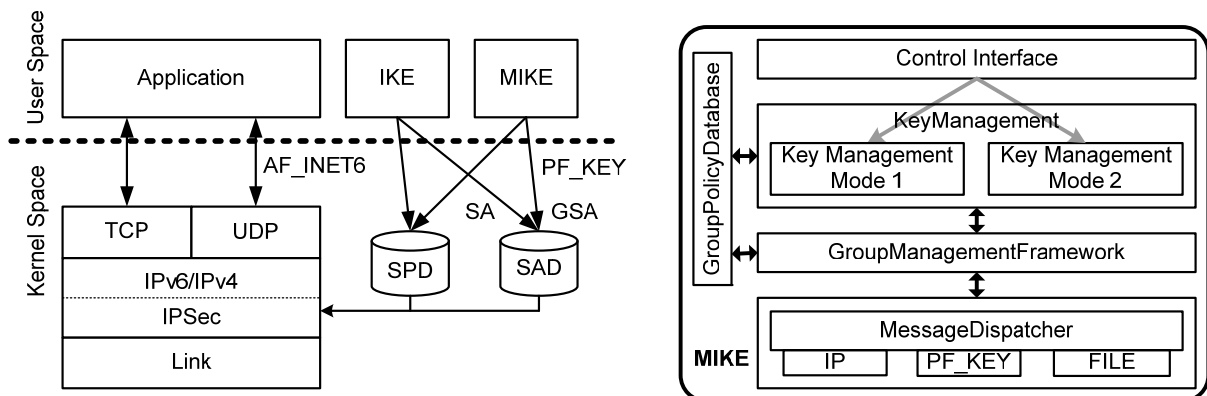 User Space
Application
IKE
MIKE
AF_INET6
PF_KEY
Kernel Space
TCP
UDP
SA
GSA
IPv6/IPv4
SPD
SAD
IPSec
Link
GroupPolicyDatabase
Control Interface
KeyManagement
Key Management
Mode 1
Key Management
Mode 2
GroupManagementFramework
MessageDispatcher
MIKE
IP
PF_KEY
FILE